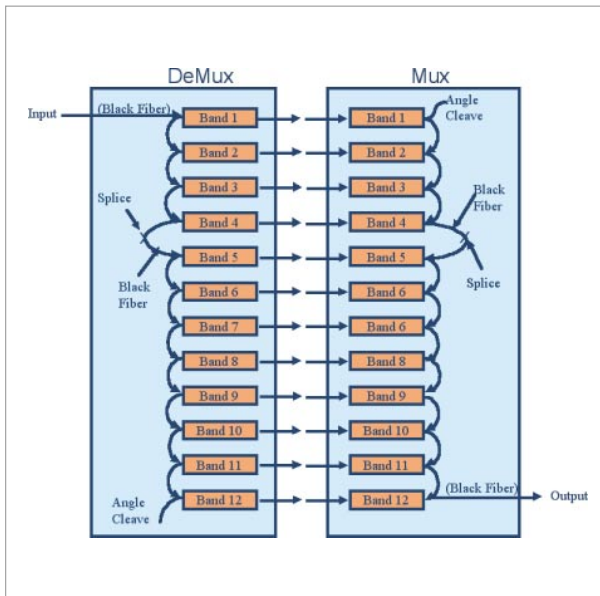 DeMux
Mux
Input
(Black Fiber)
Band 1
Band 1
Angle
Cleave
Band 2
Band 2
Band 3
Band 3
Splice
Black
Fiber
Band 4
Band 4
Band 5
Band 5
Black
Fiber
Splice
Band 6
Band 6
Band 7
Band 6
Band 8
Band 8
Band 9
Band 9
Band 10
Band 10
Band 11
Band 11
Angle
Cleave
Band 12
Band 12
(Black Fiber)
Output